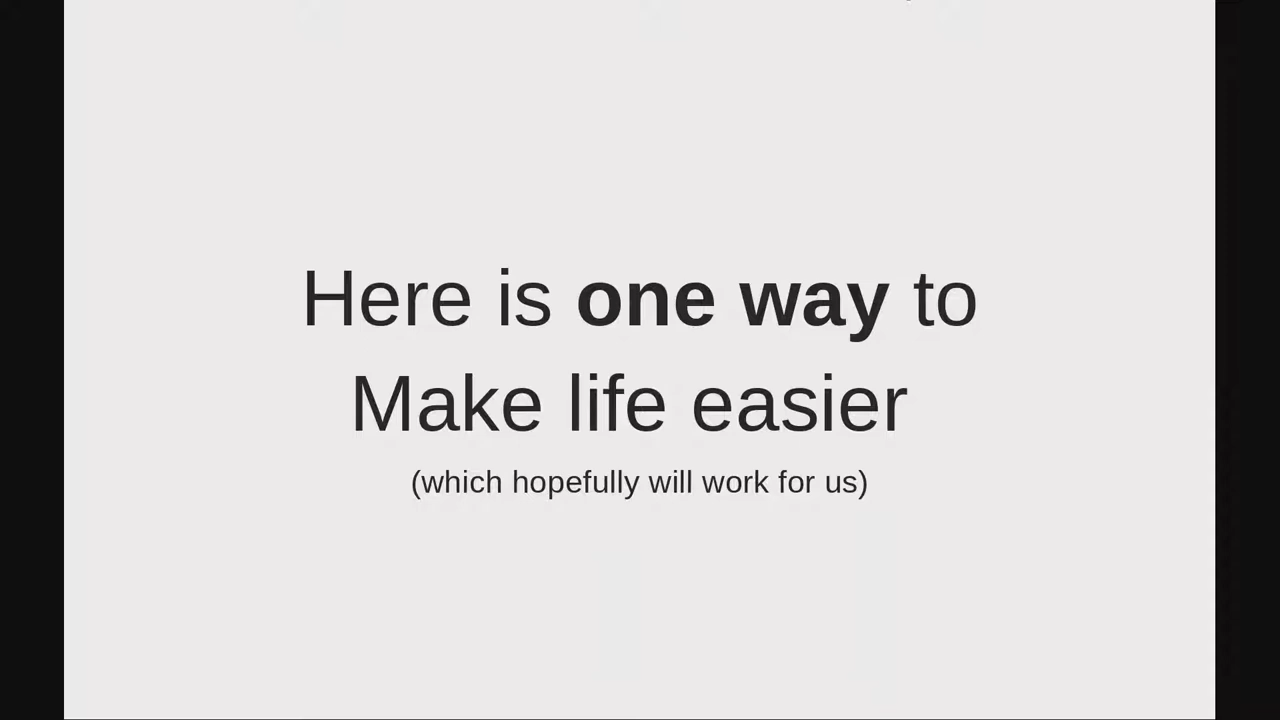 Here is one way to
Make life easier
(which hopefully will work for us)